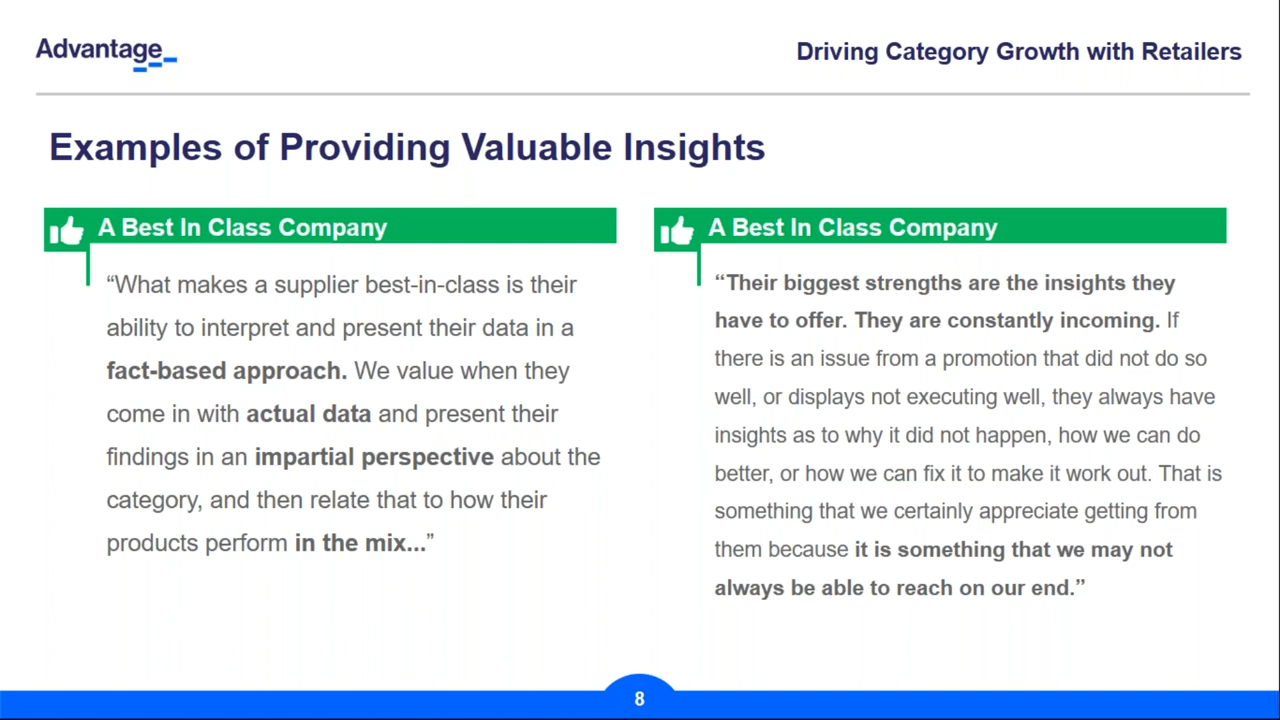 Advantage
Driving Category Growth with Retailers
Examples of Providing Valuable Insights
A Best In Class Company
“What makes a supplier best-in-class is their
ability to interpret and present their data in a
fact-based approach. We value when they
come in with actual data and present their
findings in an impartial perspective about the
category, and then relate that to how their
products perform in the mix...”
A Best In Class Company
“Their biggest strengths are the insights they
have to offer. They are constantly incoming. If
there is an issue from a promotion that did not do so
well, or displays not executing well, they always have
insights as to why it did not happen, how we can do
better, or how we can fix it to make it work out. That is
something that we certainly appreciate getting from
them because it is something that we may not
always be able to reach on our end.”
8